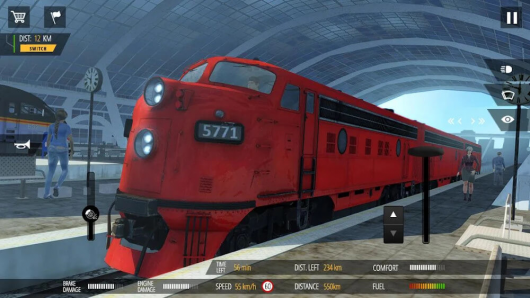 DIST: 12 KM
SWITCH
5771
TIME LEFT 56 min DIST. LEFT 234 km COMFORT
BRAKE DAMAGE ENGINE DAMAGE SPEED 55 km/h 60 DISTANCE 550km FUEL